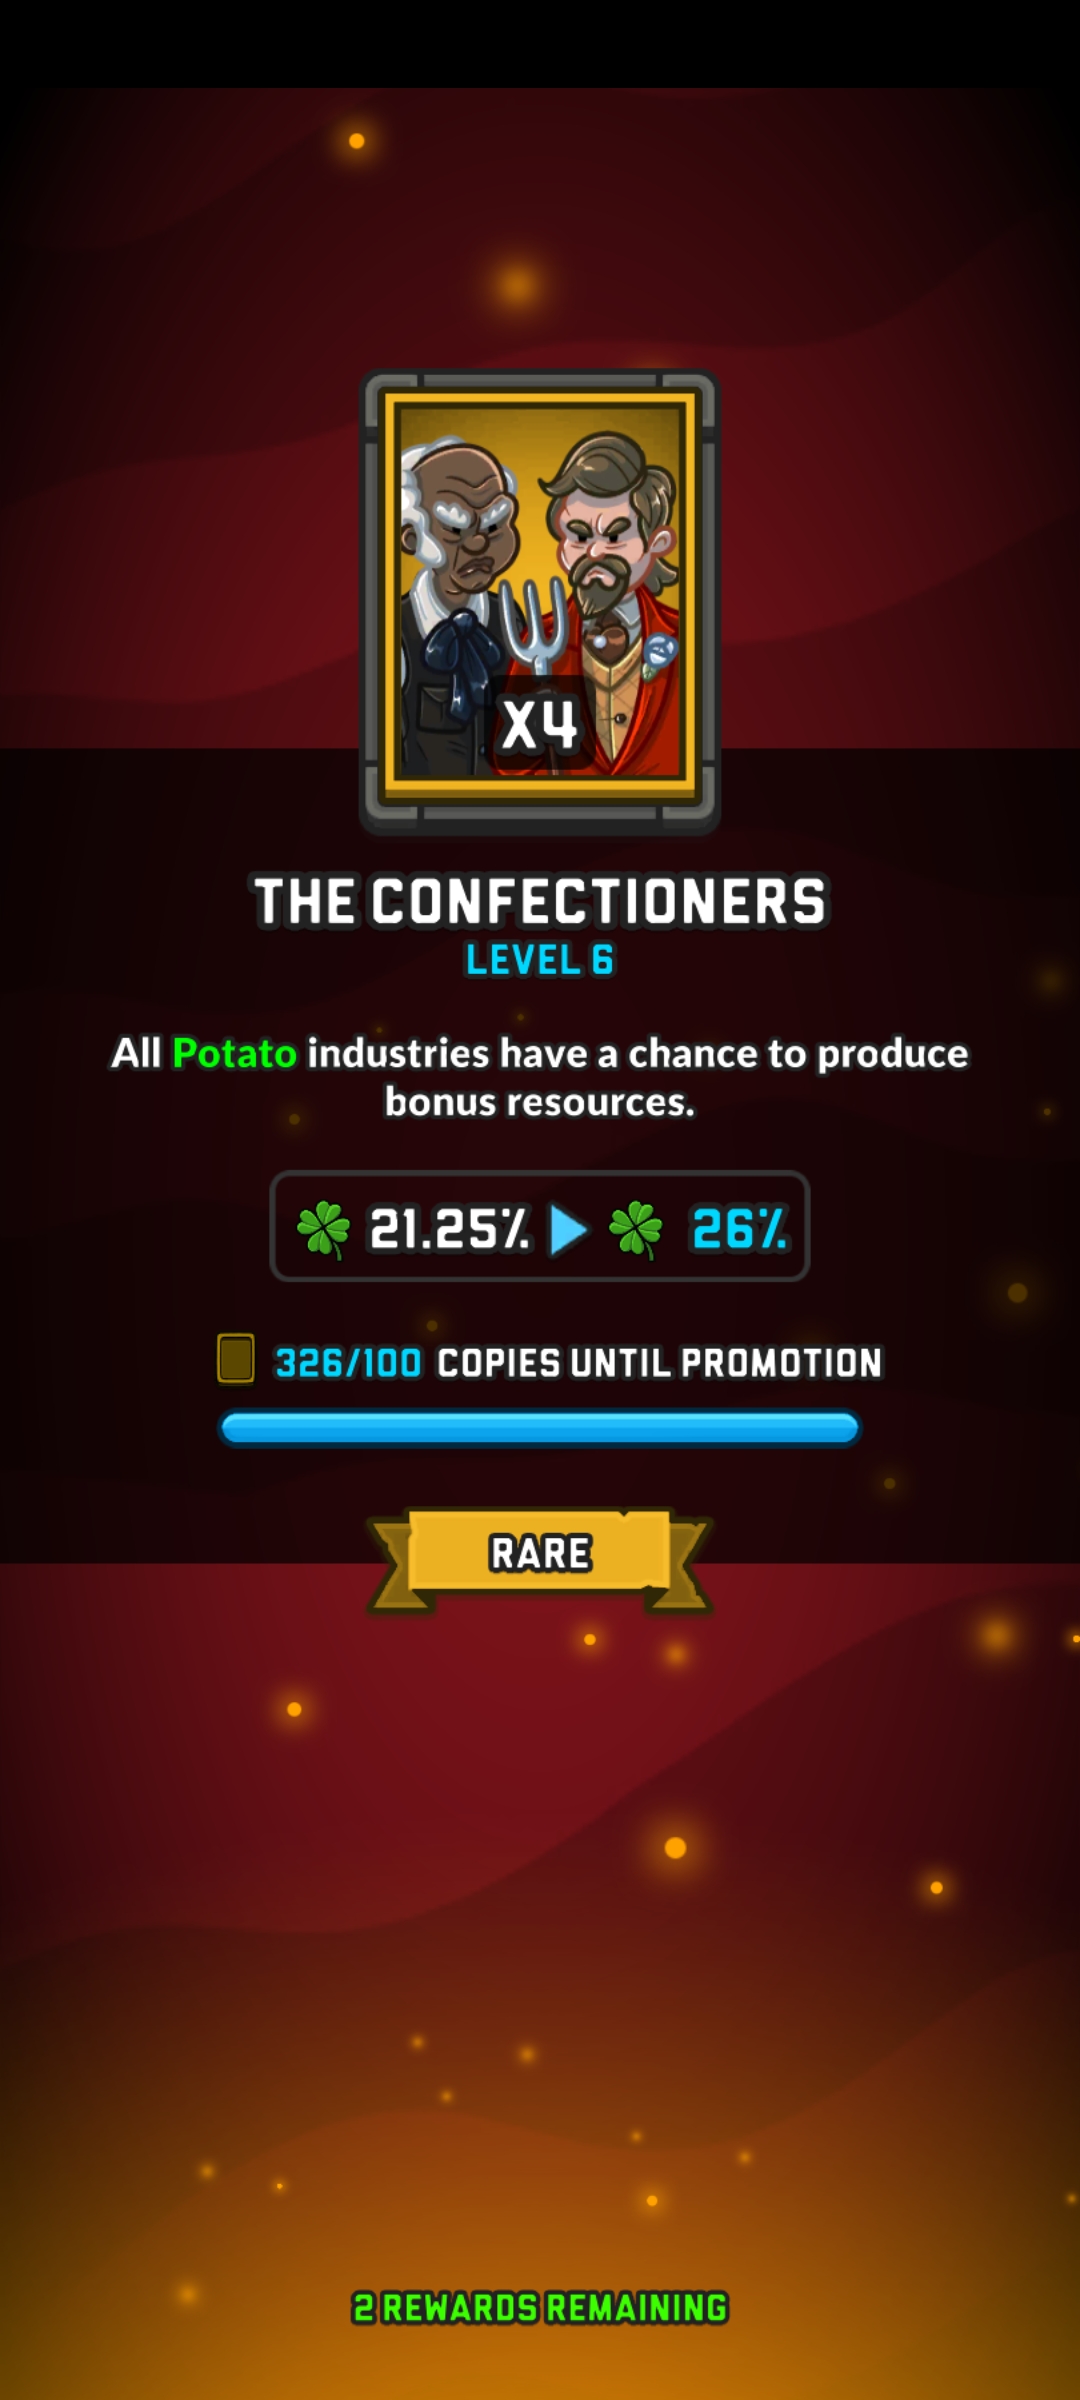 X4
THE CONFECTIONERS
LEVEL 6
All Potato industries have a chance to produce
bonus resources.
21.25% 26%
326/100 COPIES UNTIL PROMOTION
RARE
2 REWARDS REMAINING